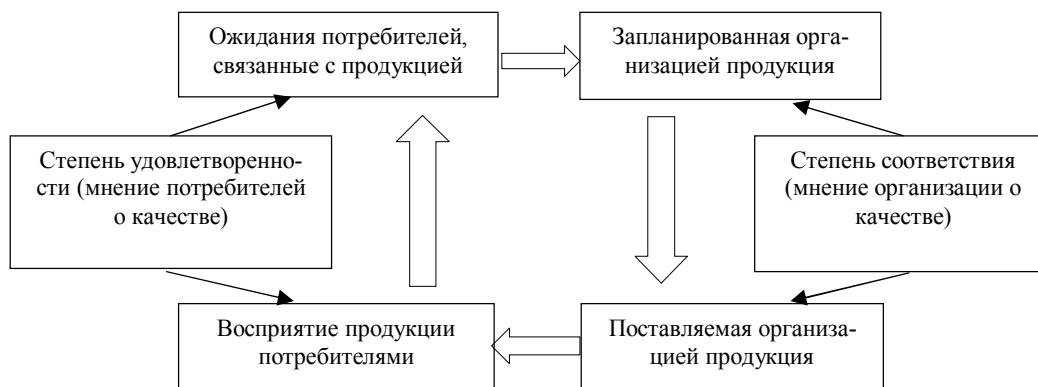 Ожидания потребителей,
связанные с продукцией
Запланированная орга-
низацией продукция
Степень удовлетворенно-
сти (мнение потребителей
о качестве)
Степень соответствия
(мнение организации о
качестве)
Восприятие продукции
потребителями
Поставляемая организа-
цией продукция